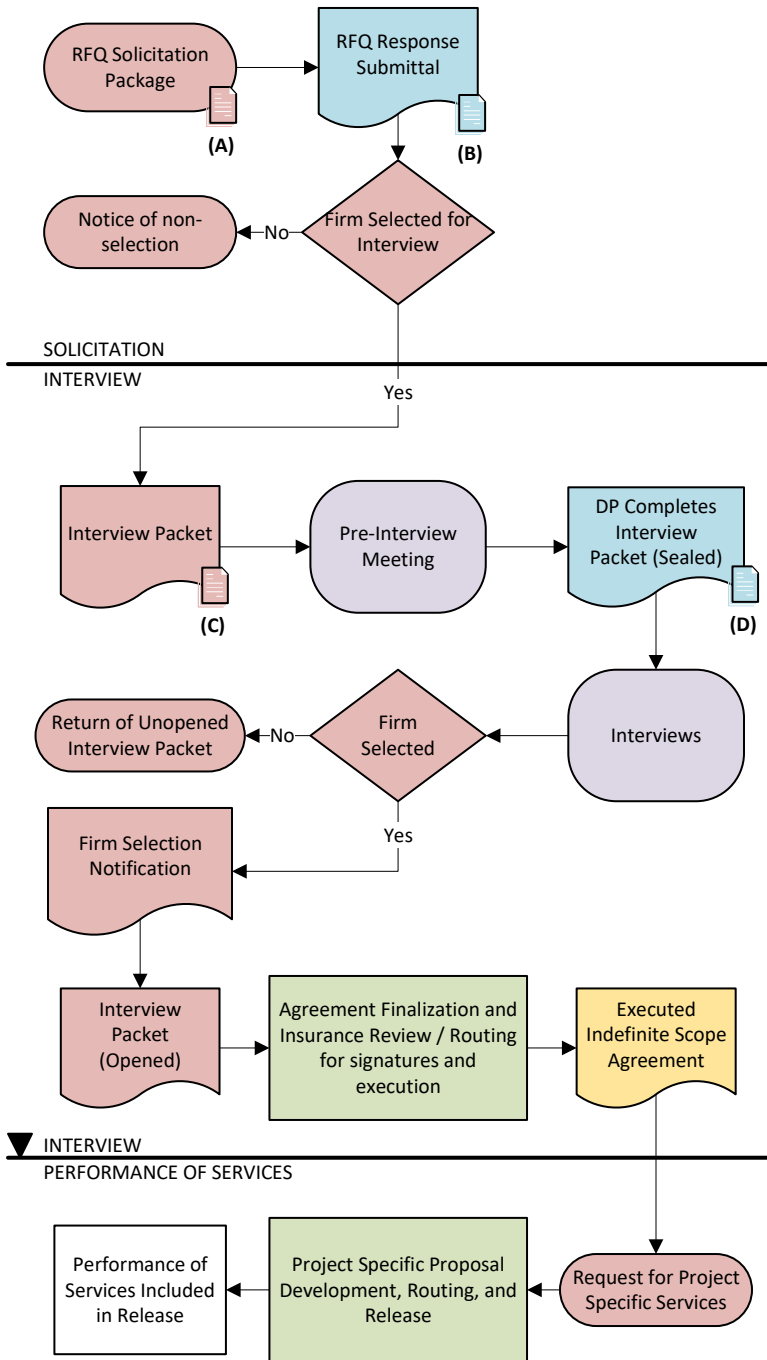 RFQ Solicitation
Package
(A)
RFQ Response
Submittal
(B)
Notice of non-
selection
No
Firm Selected for
Interview
SOLICITATION
INTERVIEW
Yes
Interview Packet
(C)
Pre-Interview
Meeting
DP Completes
Interview
Packet (Sealed)
(D)
Return of Unopened
Interview Packet
No
Firm
Selected
Interviews
Yes
Firm Selection
Notification
Interview
Packet
(Opened)
Agreement Finalization and
Insurance Review / Routing
for signatures and
execution
Executed
Indefinite Scope
Agreement
INTERVIEW
PERFORMANCE OF SERVICES
Performance of
Services Included
in Release
Project Specific Proposal
Development, Routing, and
Release
Request for Project
Specific Services